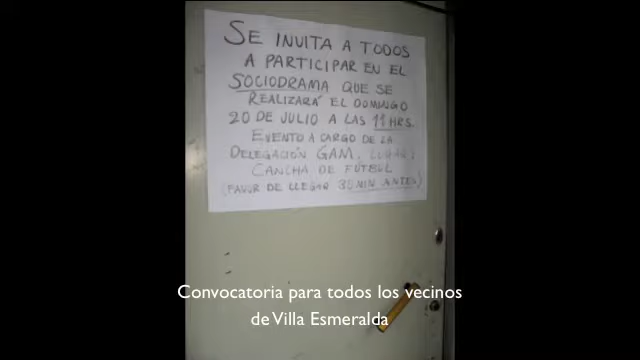 SE INVITA A TODOS
A PARTICIPAR EN EL
SOCIODRAMA QUE SE
REALIZARÁ EL DOMINGO
20 DE JULIO A LAS 11 HRS.
EVENTO A CARGO DE LA
DELEGACIÓN GAM. LUGAR:
CANCHA DE FÚTBOL
(FAVOR DE LLEGAR 30 MIN ANTES)
Convocatoria para todos los vecinos
de Villa Esmeralda